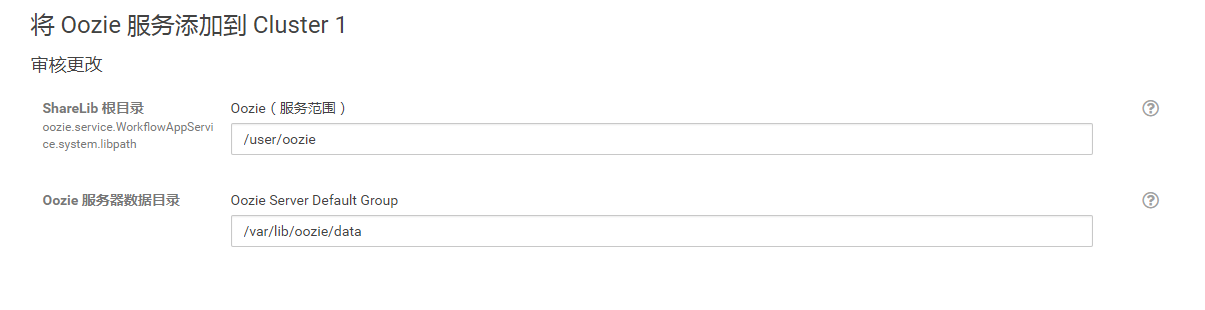 将 Oozie 服务添加到 Cluster 1
审核更改
ShareLib 根目录
oozie.service.WorkflowAppServi
ce.system.libpath
Oozie（服务范围）
/user/oozie
Oozie 服务器数据目录
Oozie Server Default Group
/var/lib/oozie/data